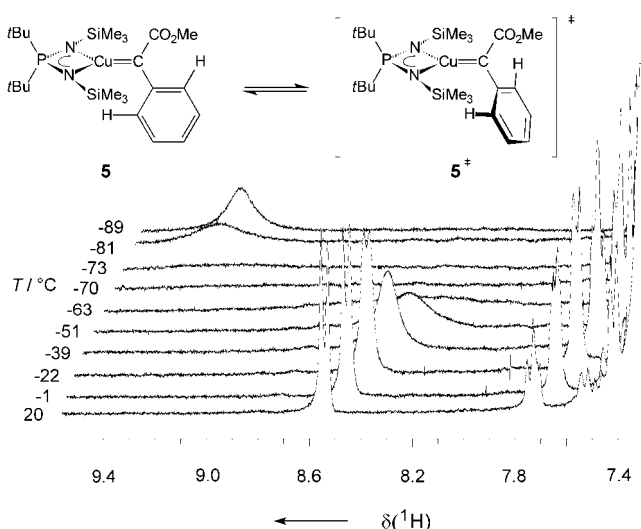 tBu
SiMe3
P
N
Cu
C
CO2Me
H
tBu
N
SiMe3
H
5
‡
tBu
SiMe3
P
N
Cu
C
CO2Me
H
tBu
N
SiMe3
H
5‡
T / °C
-89
-81
-73
-70
-63
-51
-39
-22
-1
20
9.4 9.0 8.6 8.2 7.8 7.4
δ(¹H)